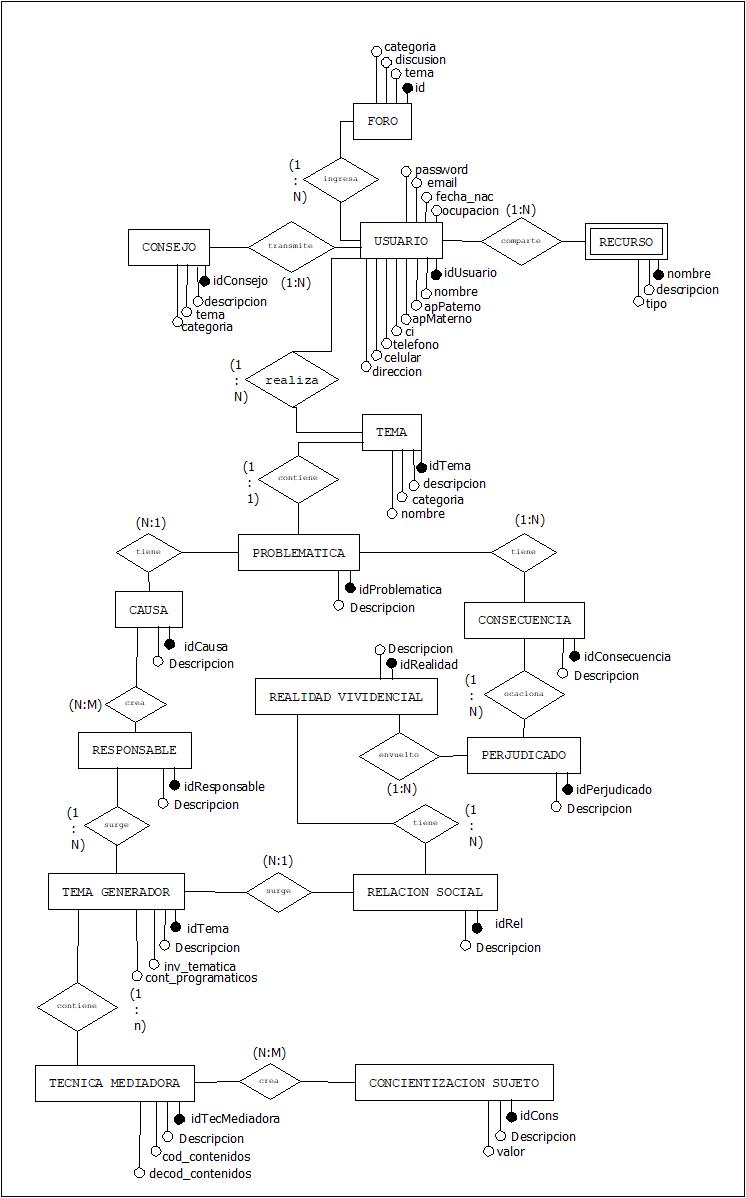 categoria
discusion
tema
id
FORO
(1
:
N)
ingresa
password
email
fecha_nac
ocupacion
(1:N)
CONSEJO
transmite
USUARIO
comparte
RECURSO
(1:N)
idConsejo
descripcion
tema
categoria
idUsuario
nombre
apPaterno
apMaterno
ci
telefono
celular
direccion
nombre
descripcion
tipo
(1
:
N)
realiza
TEMA
(1
:
1)
contiene
idTema
descripcion
categoria
nombre
(N:1)
tiene
PROBLEMATICA
(1:N)
tiene
idProblematica
Descripcion
CAUSA
idCausa
Descripcion
CONSECUENCIA
idConsecuencia
Descripcion
Descripcion
idRealidad
REALIDAD VIVIDENCIAL
(1
:
N)
ocaciona
(N:M)
crea
RESPONSABLE
idResponsable
Descripcion
envuelto
(1:N)
PERJUDICADO
idPerjudicado
Descripcion
(1
:
N)
surge
tiene
(1
:
N)
TEMA GENERADOR
(N:1)
surge
RELACION SOCIAL
idTema
Descripcion
inv_tematica
cont_programaticos
idRel
Descripcion
contiene
(1
:
n)
TECNICA MEDIADORA
(N:M)
crea
CONCIENTIZACION SUJETO
idTecMediadora
Descripcion
cod_contenidos
decod_contenidos
idCons
Descripcion
valor